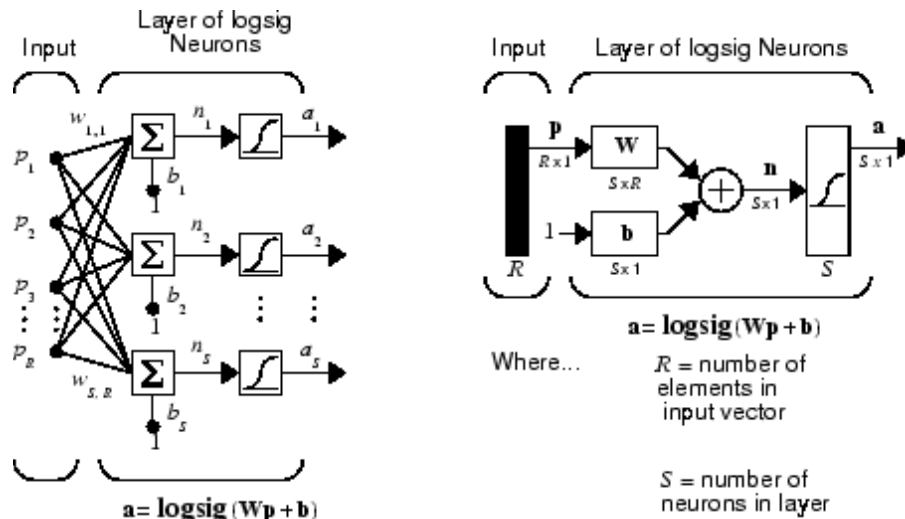 Input
Layer of logsig
Neurons
w1,1
n1
a1
Σ
p1
b1
1
p2
n2
a2
Σ
p3
b2
1
pR
nS
aS
Σ
wS, R
bS
1
a= logsig (Wp + b)
Input
Layer of logsig Neurons
p
W
a
R x 1
S x R
n
S x 1
S x 1
1
b
R
S x 1
S
a= logsig (Wp + b)
Where...
R = number of
elements in
input vector
S = number of
neurons in layer